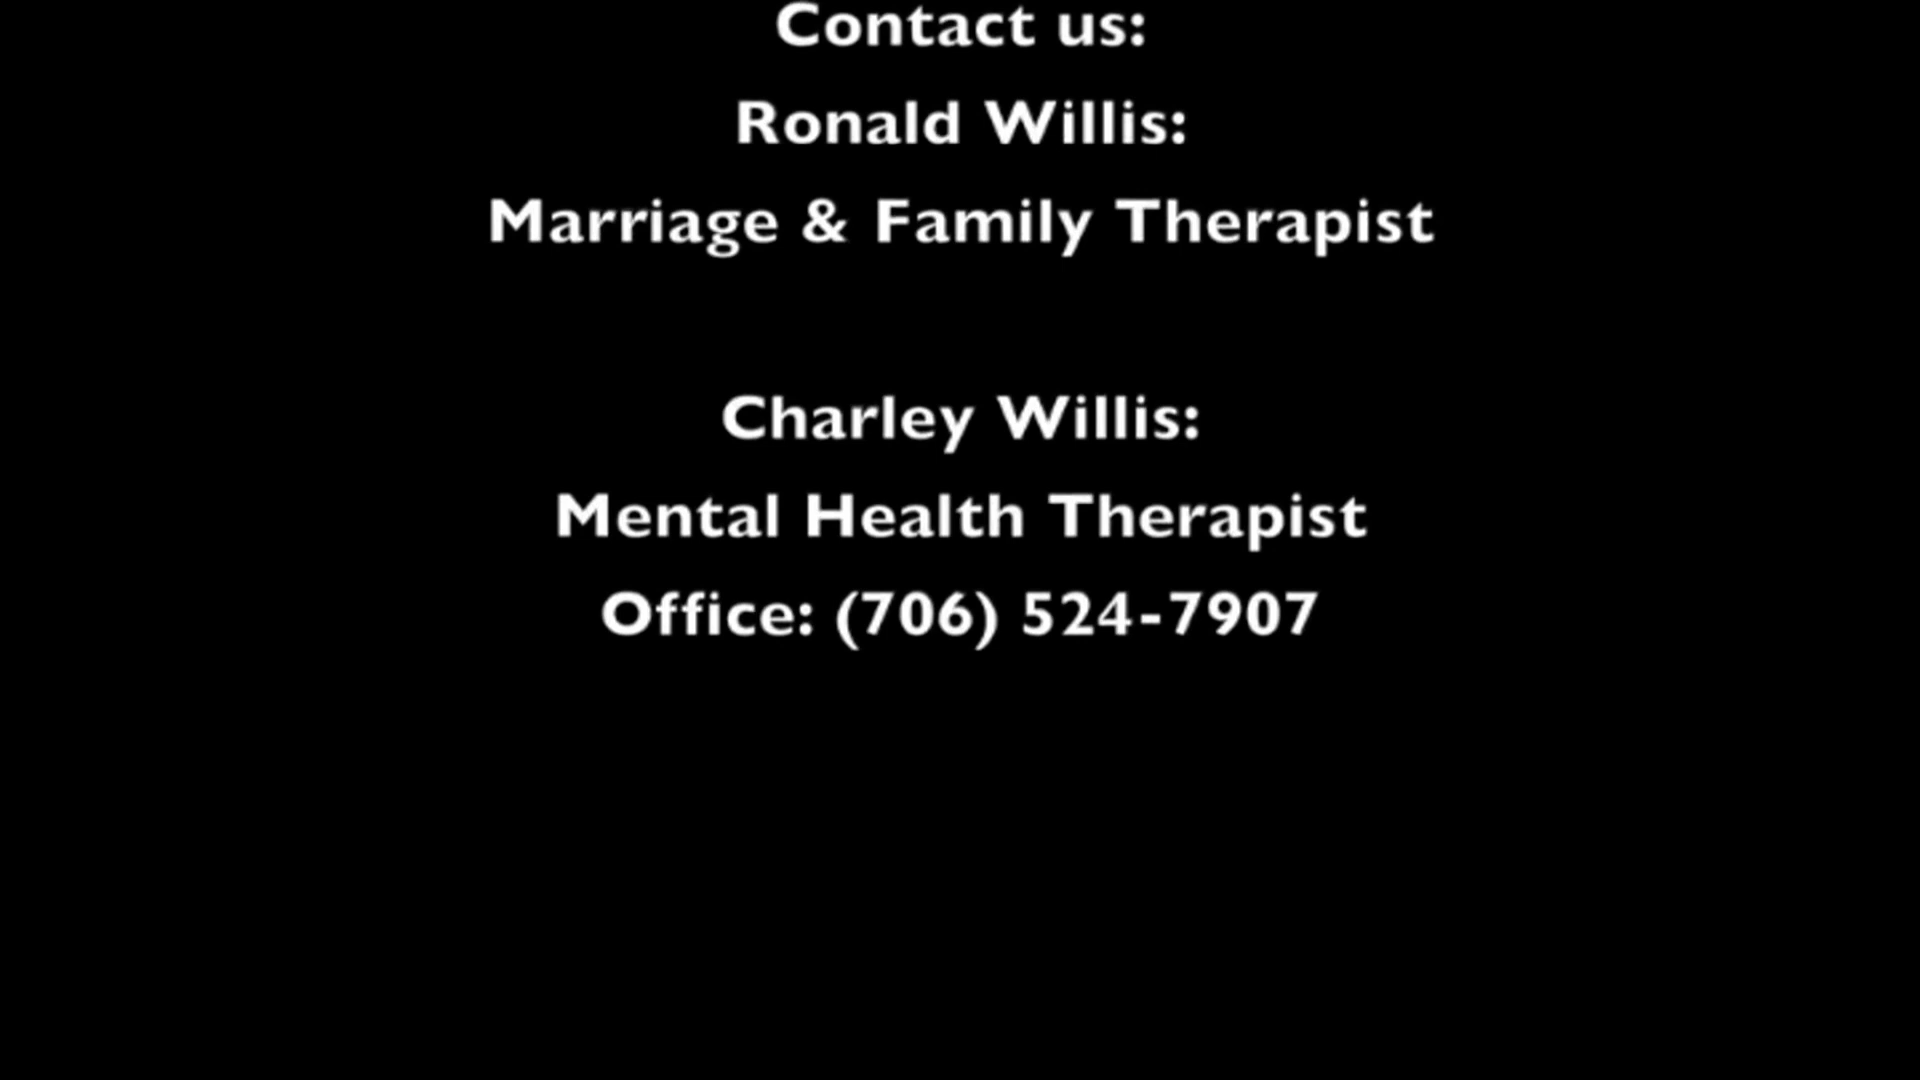 Contact us:
Ronald Willis:
Marriage & Family Therapist
Charley Willis:
Mental Health Therapist
Office: (706) 524-7907